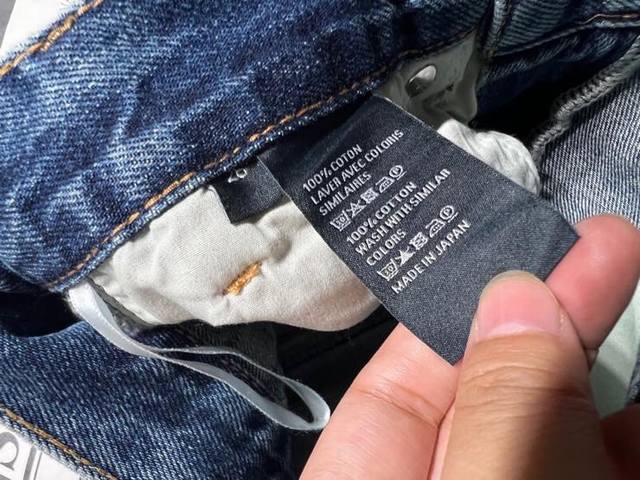 100% COTON
LAVER AVEC COLORIS
SIMILAIRES
100% COTTON
WASH WITH SIMILAR
COLORS
MADE IN JAPAN